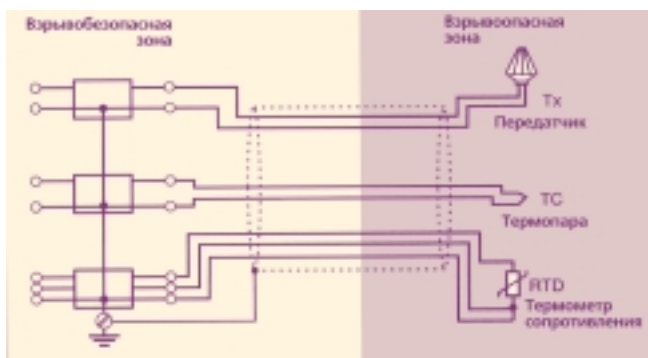 Взрывобезопасная
зона
Взрывоопасная
зона
Tx
Передатчик
TC
Термопара
RTD
Термометр
сопротивления